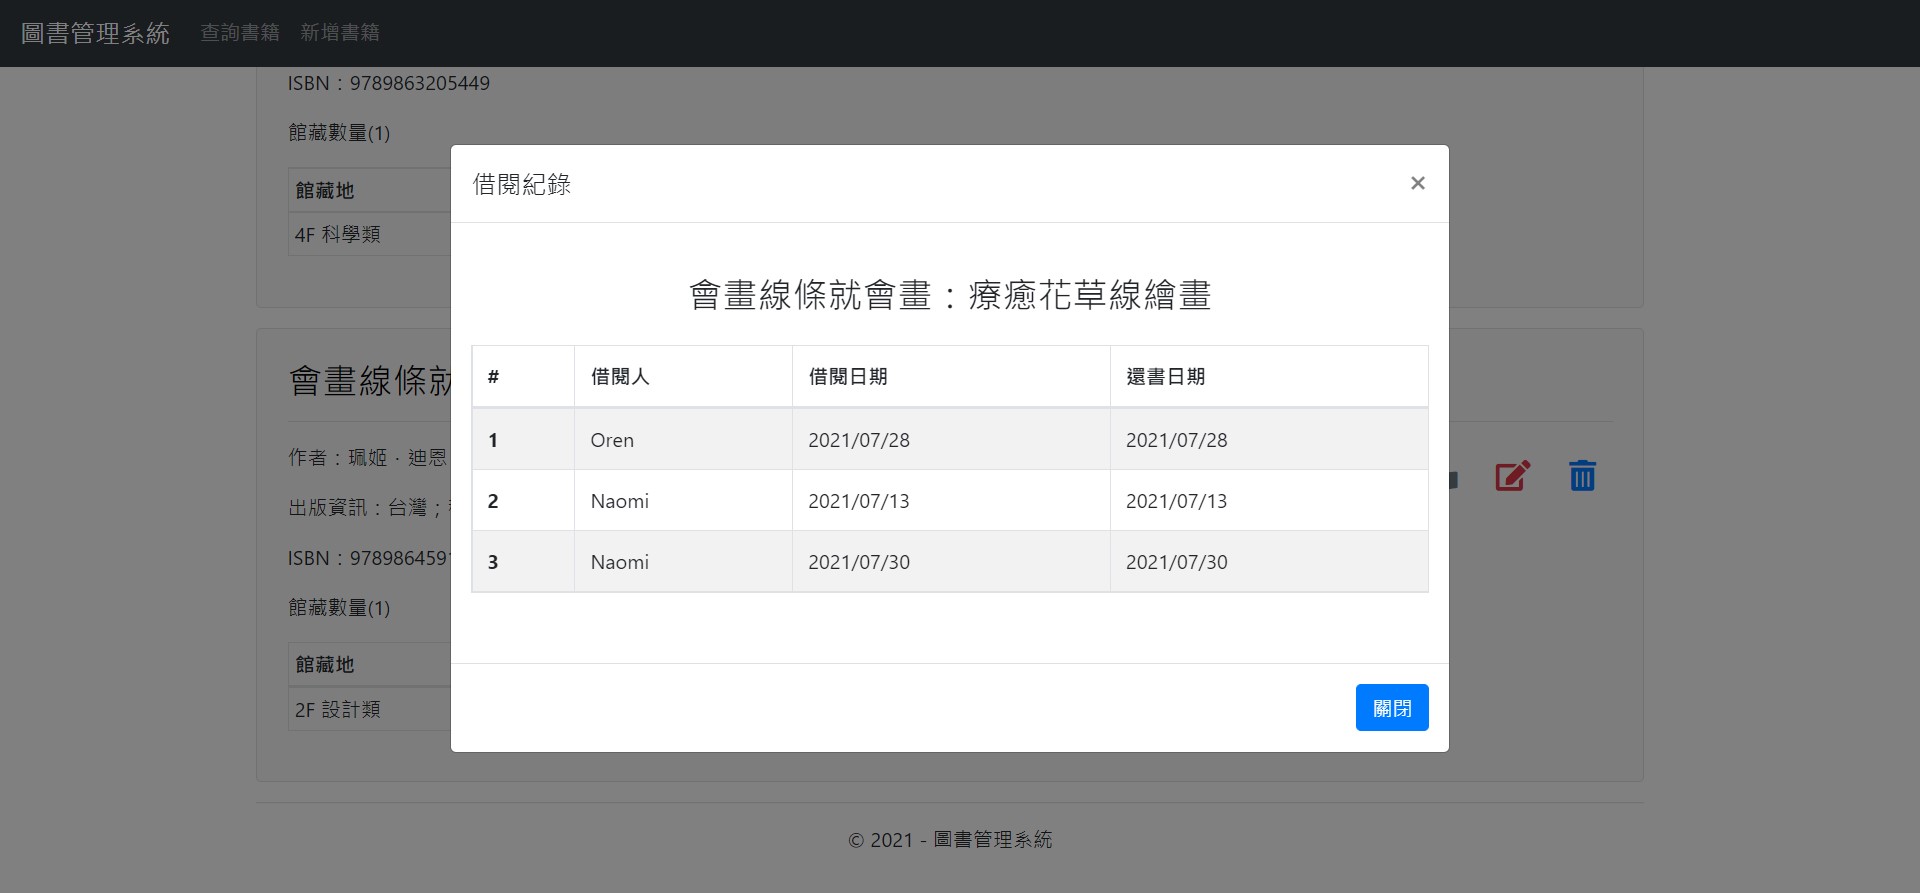 圖書管理系統 查詢書籍 新增書籍
ISBN：9789863205449
館藏數量(1)
館藏地
4F 科學類
借閱紀錄 ×
會畫線條就會畫：療癒花草線繪畫
# 借閱人 借閱日期 還書日期
1 Oren 2021/07/28 2021/07/28
2 Naomi 2021/07/13 2021/07/13
3 Naomi 2021/07/30 2021/07/30
關閉
會畫線條就
作者：珮姬．迪恩
出版資訊：台灣；
ISBN：978986459
館藏數量(1)
館藏地
2F 設計類
© 2021 - 圖書管理系統